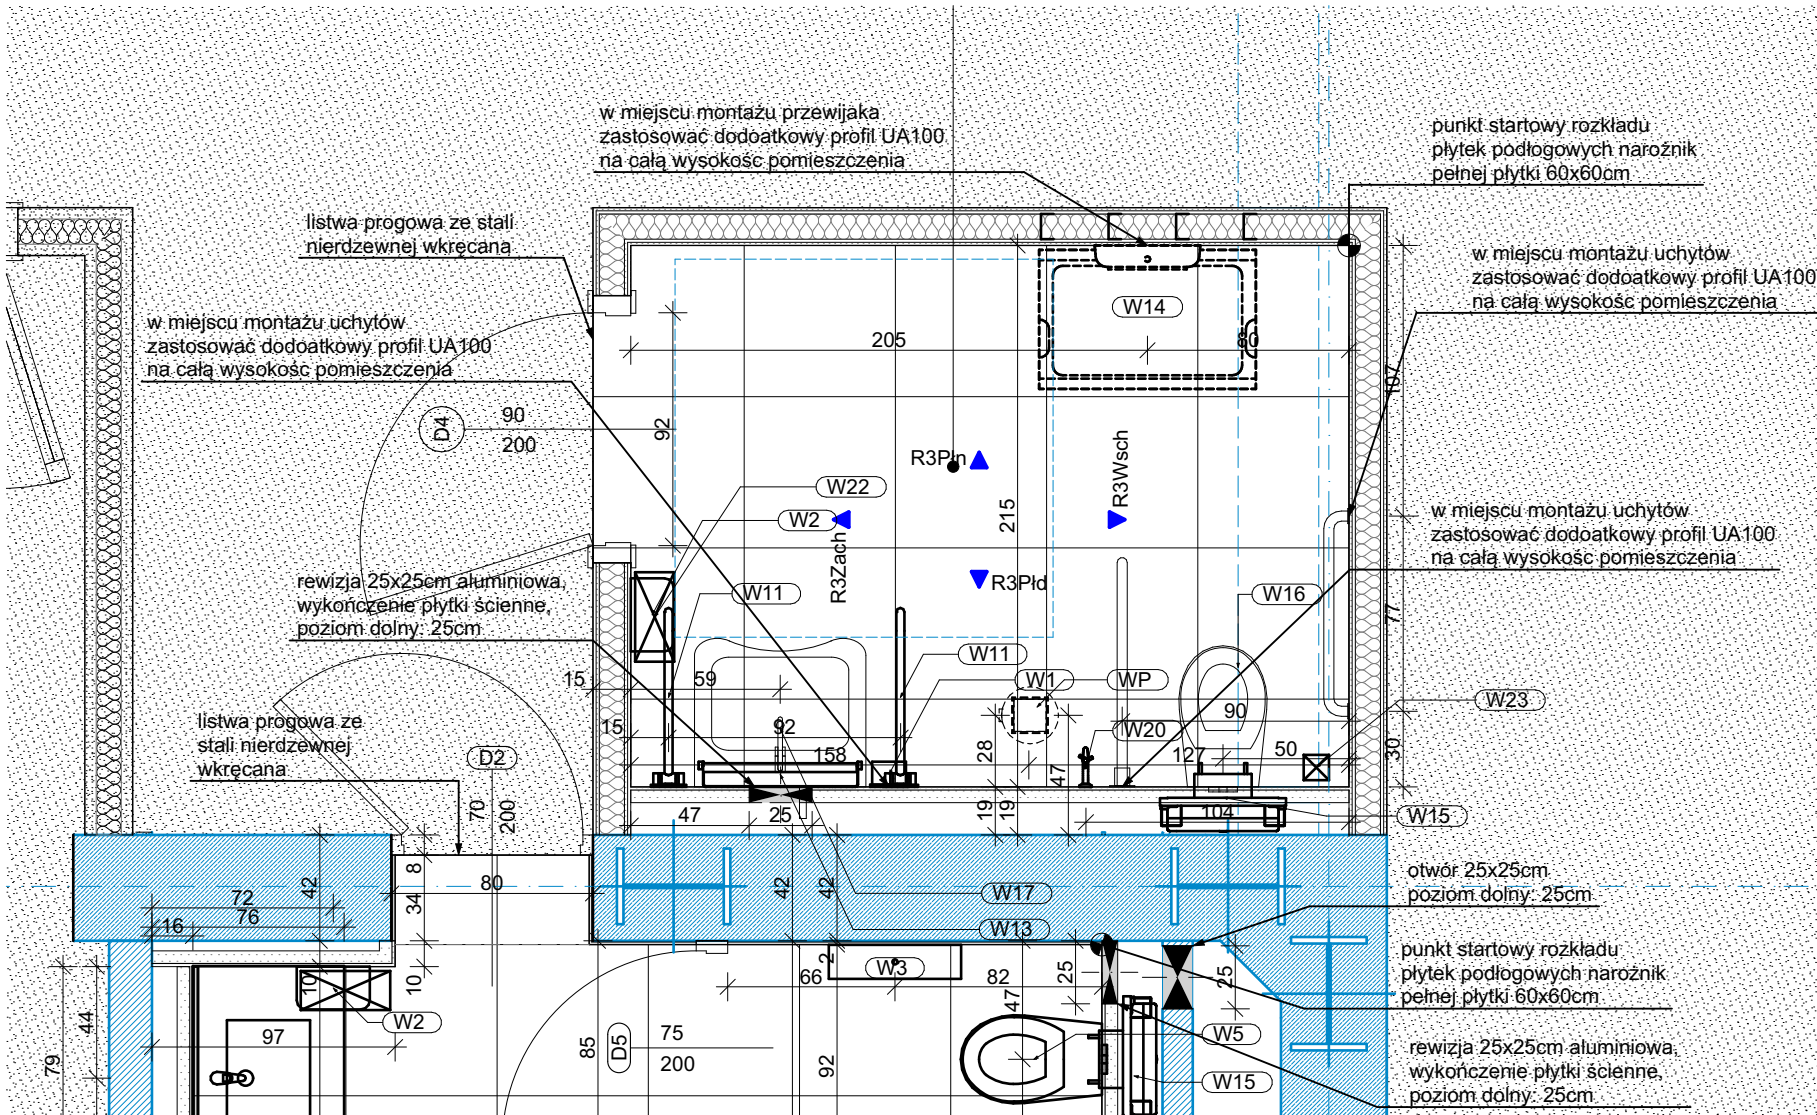 w miejscu montażu przewijaka
zastosować dodoatkowy profil UA100
na całą wysokośc pomieszczenia
punkt startowy rozkładu
płytek podłogowych narożnik
pełnej płytki 60x60cm
listwa progowa ze stali
nierdzewnej wkręcana
w miejscu montażu uchytów
zastosować dodoatkowy profil UA100
na całą wysokośc pomieszczenia
w miejscu montażu uchytów
zastosować dodoatkowy profil UA100
na całą wysokośc pomieszczenia
W14
205
80
107
D4
90
200
92
R3Płn
R3Wsch
W22
W2
R3Zach
215
R3Płd
w miejscu montażu uchytów
zastosować dodoatkowy profil UA100
na całą wysokośc pomieszczenia
rewizja 25x25cm aluminiowa,
wykończenie płytki ścienne,
poziom dolny: 25cm
W11
W16
77
W11
15
59
W1
WP
W23
listwa progowa ze
stali nierdzewnej
wkręcana
15
92
90
W20
D2
158
28
47
127
50
30
70
200
47
25
19
19
104
W15
8
42
34
80
42
42
W17
otwór 25x25cm
poziom dolny: 25cm
72
76
16
W13
punkt startowy rozkładu
płytek podłogowych narożnik
pełnej płytki 60x60cm
2
W3
66
82
25
25
47
10
10
W2
44
97
79
85
D5
75
200
92
W5
W15
rewizja 25x25cm aluminiowa,
wykończenie płytki ścienne,
poziom dolny: 25cm